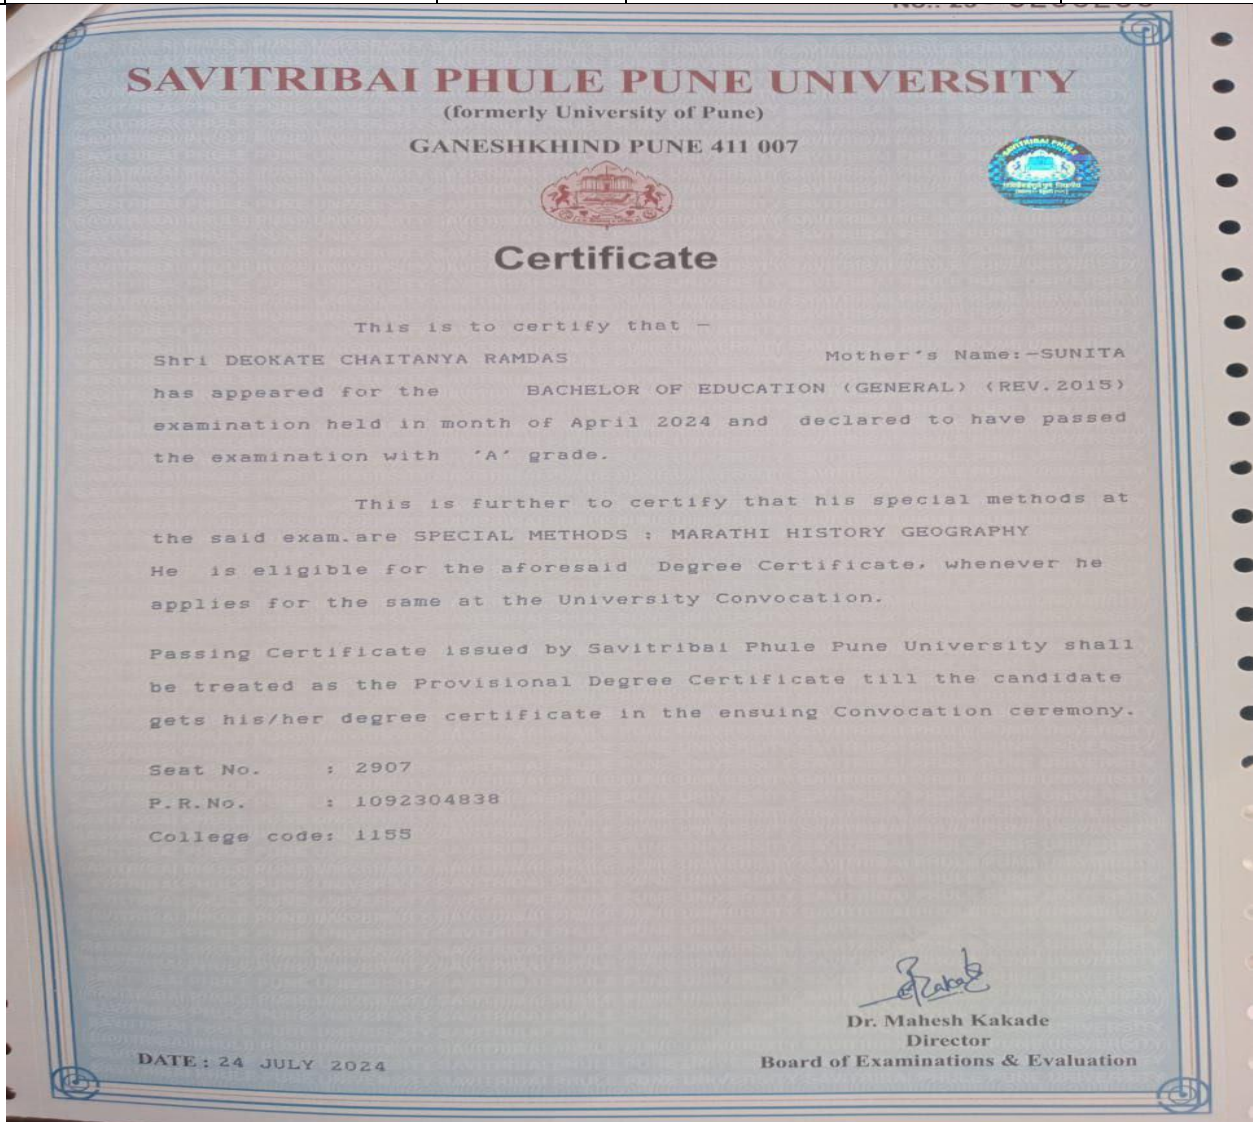 SAVITRIBAI PHULE PUNE UNIVERSITY
(formerly University of Pune)
GANESHKHIND PUNE 411 007
SAVITRIBAI PHULE
Certificate
This is to certify that -
Shri DEOKATE CHAITANYA RAMDAS Mother's Name:-SUNITA
has appeared for the BACHELOR OF EDUCATION (GENERAL) (REV.2015)
examination held in month of April 2024 and declared to have passed
the examination with 'A' grade.
This is further to certify that his special methods at
the said exam.are SPECIAL METHODS : MARATHI HISTORY GEOGRAPHY
He is eligible for the aforesaid Degree Certificate, whenever he
applies for the same at the University Convocation.
Passing Certificate issued by Savitribai Phule Pune University shall
be treated as the Provisional Degree Certificate till the candidate
gets his/her degree certificate in the ensuing Convocation ceremony.
Seat No. : 2907
P.R.No. : 1092304838
College code: 1155
Dr. Mahesh Kakade
Director
Board of Examinations & Evaluation
DATE : 24 JULY 2024